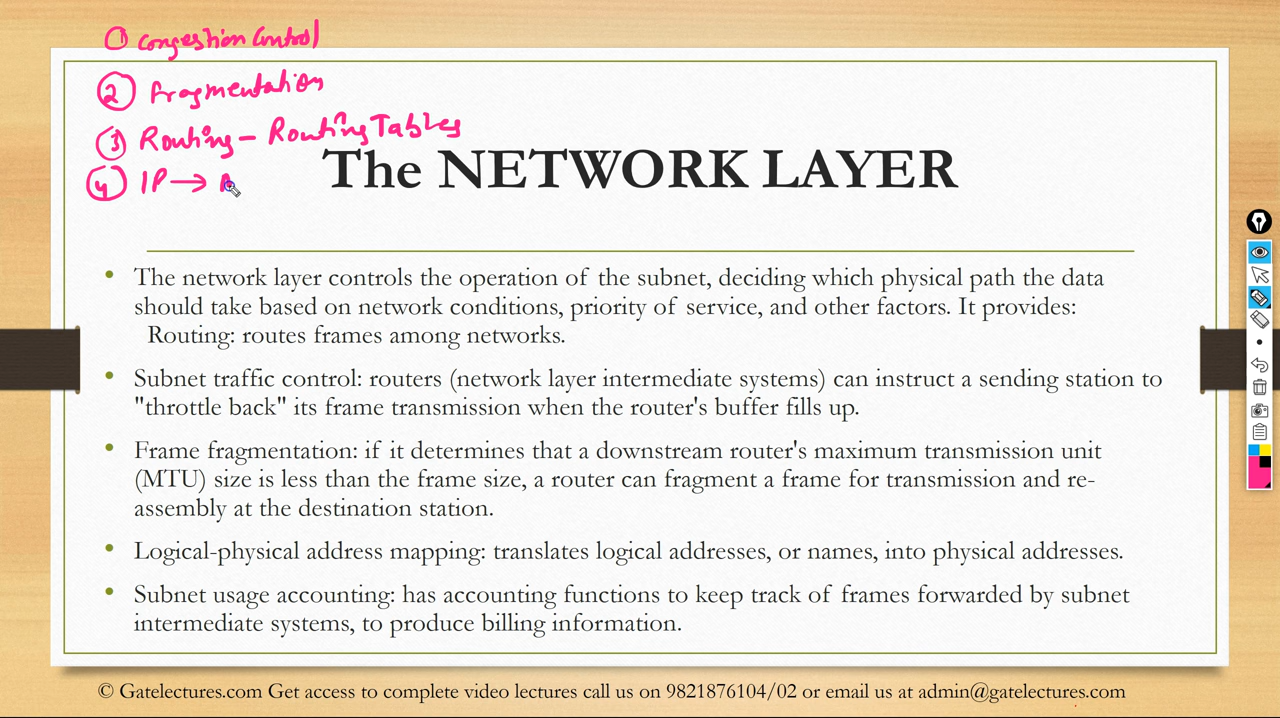 ① Congestion Control
② Fragmentation
③ Routing - Routing Tables
④ IP →
The NETWORK LAYER
• The network layer controls the operation of the subnet, deciding which physical path the data
should take based on network conditions, priority of service, and other factors. It provides:
Routing: routes frames among networks.
• Subnet traffic control: routers (network layer intermediate systems) can instruct a sending station to
"throttle back" its frame transmission when the router's buffer fills up.
• Frame fragmentation: if it determines that a downstream router's maximum transmission unit
(MTU) size is less than the frame size, a router can fragment a frame for transmission and re-
assembly at the destination station.
• Logical-physical address mapping: translates logical addresses, or names, into physical addresses.
• Subnet usage accounting: has accounting functions to keep track of frames forwarded by subnet
intermediate systems, to produce billing information.
© Gatelectures.com Get access to complete video lectures call us on 9821876104/02 or email us at admin@gatelectures.com